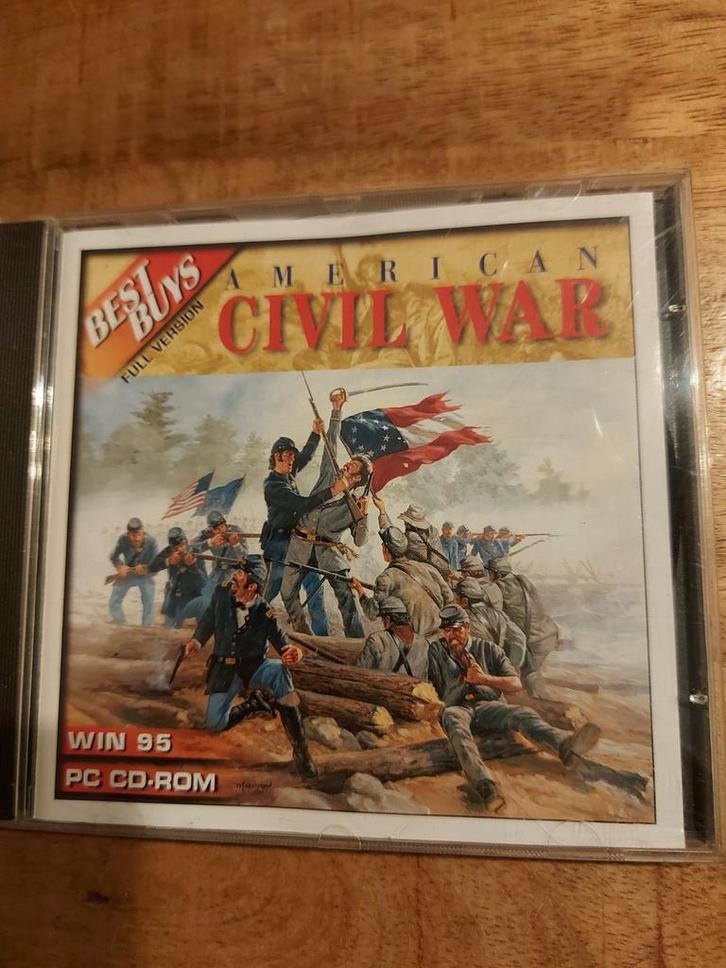 BEST
BUYS
FULL VERSION
AMERICAN
CIVIL WAR
WIN 95
PC CD-ROM